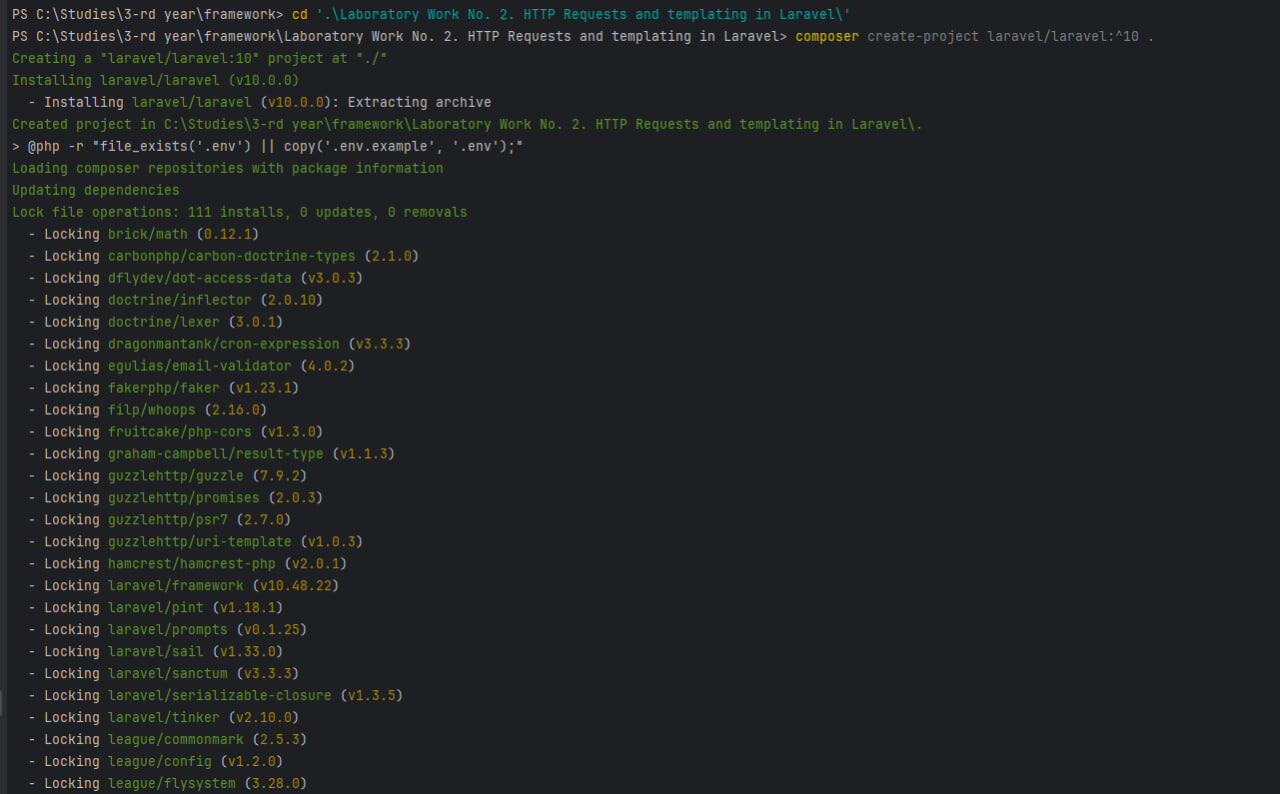 PS C:\Studies\3-rd year\framework> cd '.\Laboratory Work No. 2. HTTP Requests and templating in Laravel\'
PS C:\Studies\3-rd year\framework\Laboratory Work No. 2. HTTP Requests and templating in Laravel> composer create-project laravel/laravel:^10 .
Creating a "laravel/laravel:10" project at "./"
Installing laravel/laravel (v10.0.0)
  - Installing laravel/laravel (v10.0.0): Extracting archive
Created project in C:\Studies\3-rd year\framework\Laboratory Work No. 2. HTTP Requests and templating in Laravel\.
> @php -r "file_exists('.env') || copy('.env.example', '.env');"
Loading composer repositories with package information
Updating dependencies
Lock file operations: 111 installs, 0 updates, 0 removals
  - Locking brick/math (0.12.1)
  - Locking carbonphp/carbon-doctrine-types (2.1.0)
  - Locking dflydev/dot-access-data (v3.0.3)
  - Locking doctrine/inflector (2.0.10)
  - Locking doctrine/lexer (3.0.1)
  - Locking dragonmantank/cron-expression (v3.3.3)
  - Locking egulias/email-validator (4.0.2)
  - Locking fakerphp/faker (v1.23.1)
  - Locking filp/whoops (2.16.0)
  - Locking fruitcake/php-cors (v1.3.0)
  - Locking graham-campbell/result-type (v1.1.3)
  - Locking guzzlehttp/guzzle (7.9.2)
  - Locking guzzlehttp/promises (2.0.3)
  - Locking guzzlehttp/psr7 (2.7.0)
  - Locking guzzlehttp/uri-template (v1.0.3)
  - Locking hamcrest/hamcrest-php (v2.0.1)
  - Locking laravel/framework (v10.48.22)
  - Locking laravel/pint (v1.18.1)
  - Locking laravel/prompts (v0.1.25)
  - Locking laravel/sail (v1.33.0)
  - Locking laravel/sanctum (v3.3.3)
  - Locking laravel/serializable-closure (v1.3.5)
  - Locking laravel/tinker (v2.10.0)
  - Locking league/commonmark (2.5.3)
  - Locking league/config (v1.2.0)
  - Locking league/flysystem (3.28.0)